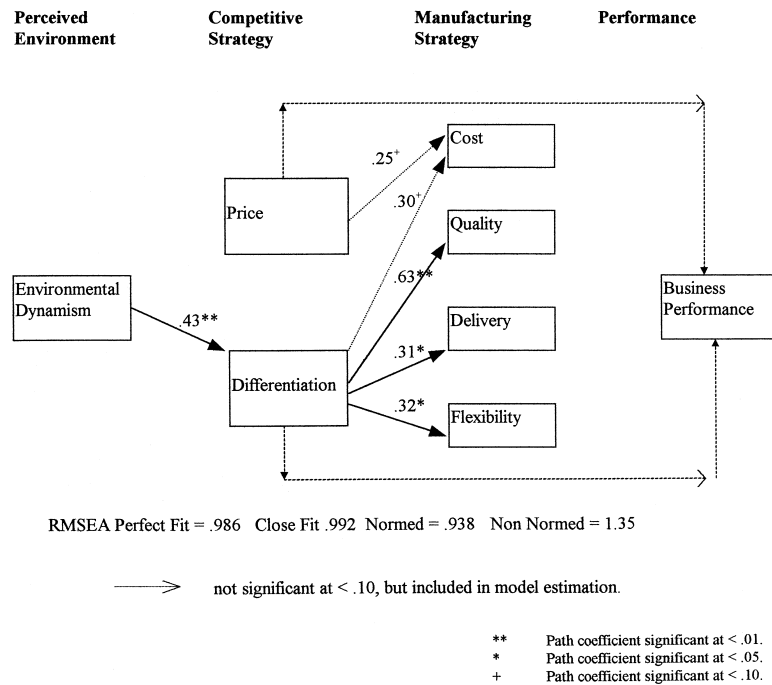 Perceived
Environment
Competitive
Strategy
Manufacturing
Strategy
Performance
Cost
.25+
Price
.30+
Quality
.63**
Environmental
Dynamism
.43**
Business
Performance
Delivery
.31*
Differentiation
.32*
Flexibility
RMSEA Perfect Fit = .986 Close Fit .992 Normed = .938 Non Normed = 1.35
not significant at < .10, but included in model estimation.
** Path coefficient significant at < .01.
* Path coefficient significant at < .05.
+ Path coefficient significant at < .10.